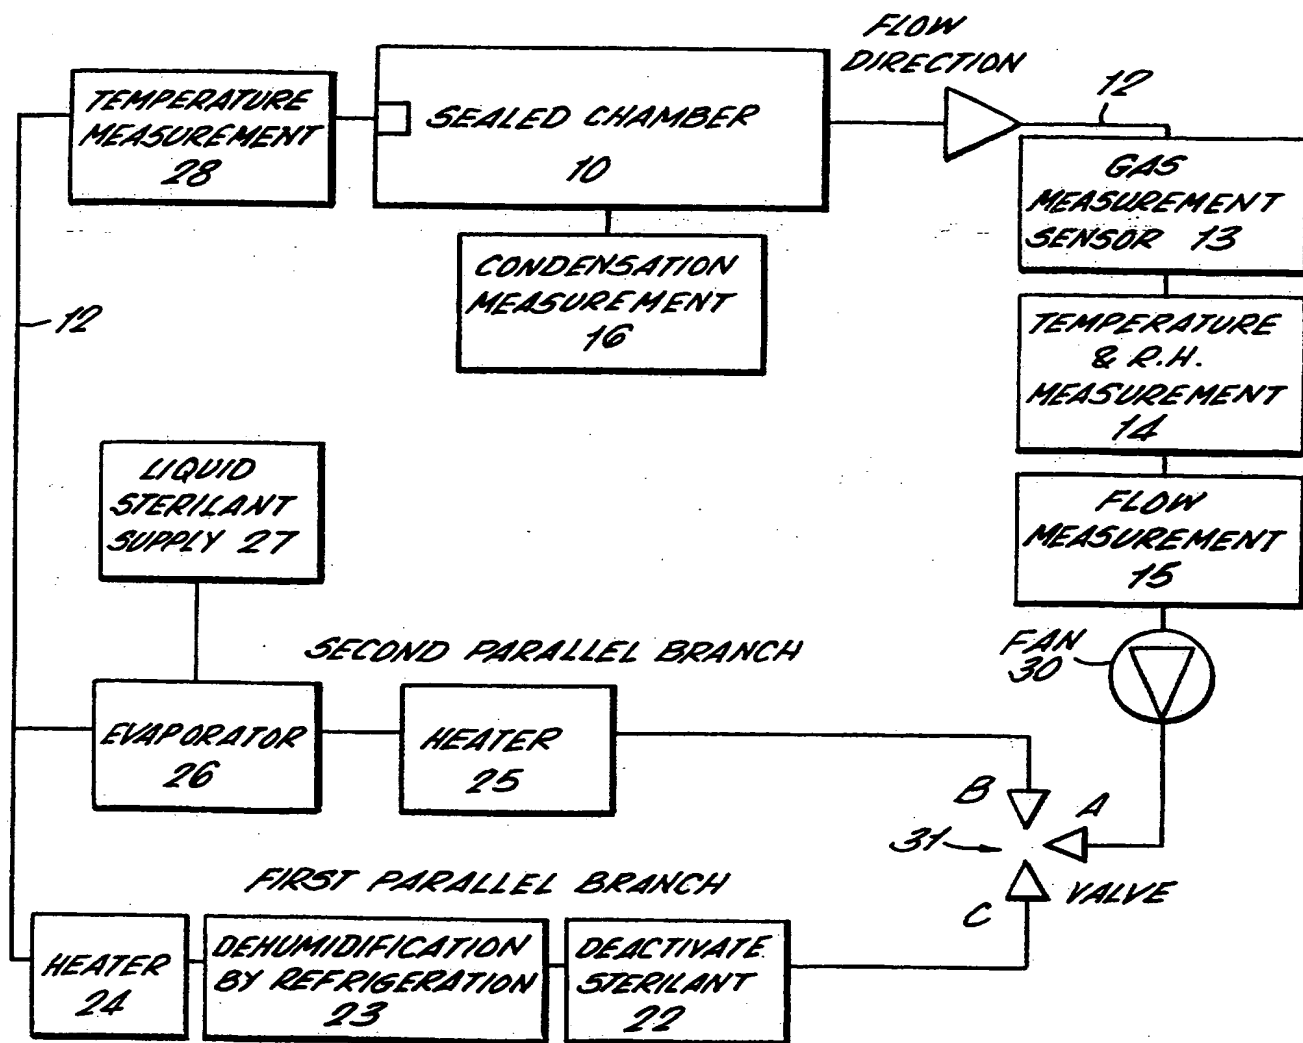 FLOW
DIRECTION
12
TEMPERATURE
MEASUREMENT
28
SEALED CHAMBER
10
GAS
MEASUREMENT
SENSOR 13
CONDENSATION
MEASUREMENT
16
12
TEMPERATURE
& R.H.
MEASUREMENT
14
LIQUID
STERILANT
SUPPLY 27
FLOW
MEASUREMENT
15
SECOND PARALLEL BRANCH
FAN
30
EVAPORATOR
26
HEATER
25
B
A
31
VALVE
C
FIRST PARALLEL BRANCH
HEATER
24
DEHUMIDIFICATION
BY REFRIGERATION
23
DEACTIVATE
STERILANT
22